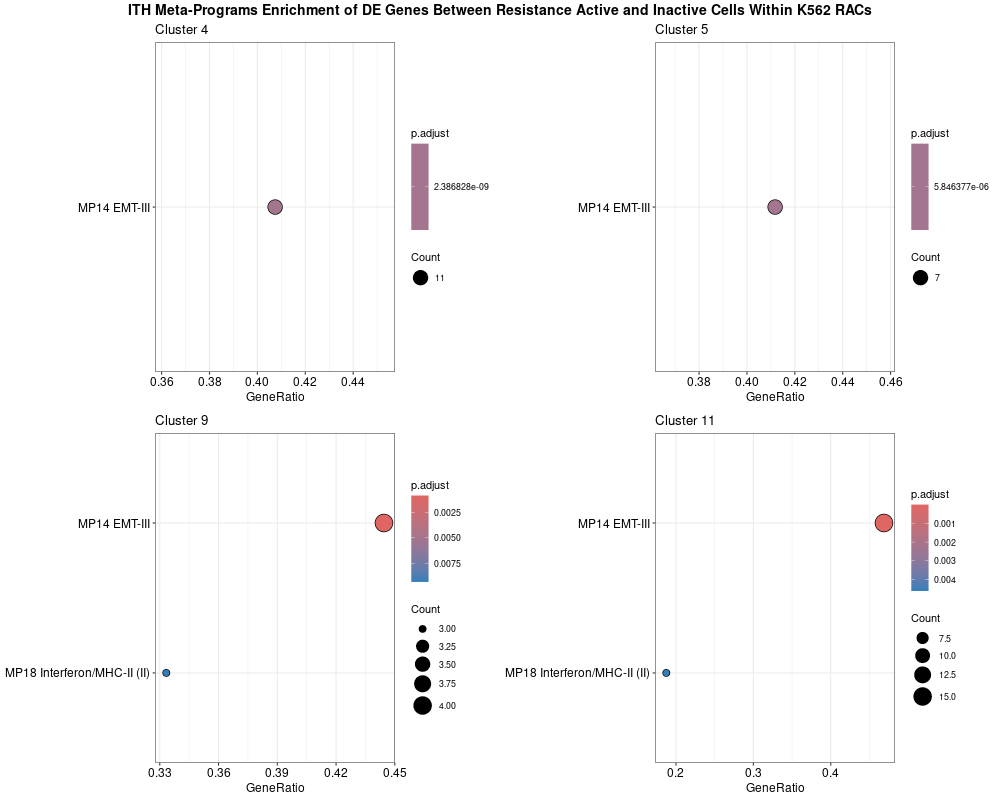 ITH Meta-Programs Enrichment of DE Genes Between Resistance Active and Inactive Cells Within K562 RACs
Cluster 4
MP14 EMT-III
0.36 0.38 0.40 0.42 0.44
GeneRatio
p.adjust
2.386828e-09
Count
11
Cluster 5
MP14 EMT-III
0.38 0.40 0.42 0.44 0.46
GeneRatio
p.adjust
5.846377e-06
Count
7
Cluster 9
MP14 EMT-III
MP18 Interferon/MHC-II (II)
0.33 0.36 0.39 0.42 0.45
GeneRatio
p.adjust
0.0025
0.0050
0.0075
Count
3.00
3.25
3.50
3.75
4.00
Cluster 11
MP14 EMT-III
MP18 Interferon/MHC-II (II)
0.2 0.3 0.4
GeneRatio
p.adjust
0.001
0.002
0.003
0.004
Count
7.5
10.0
12.5
15.0